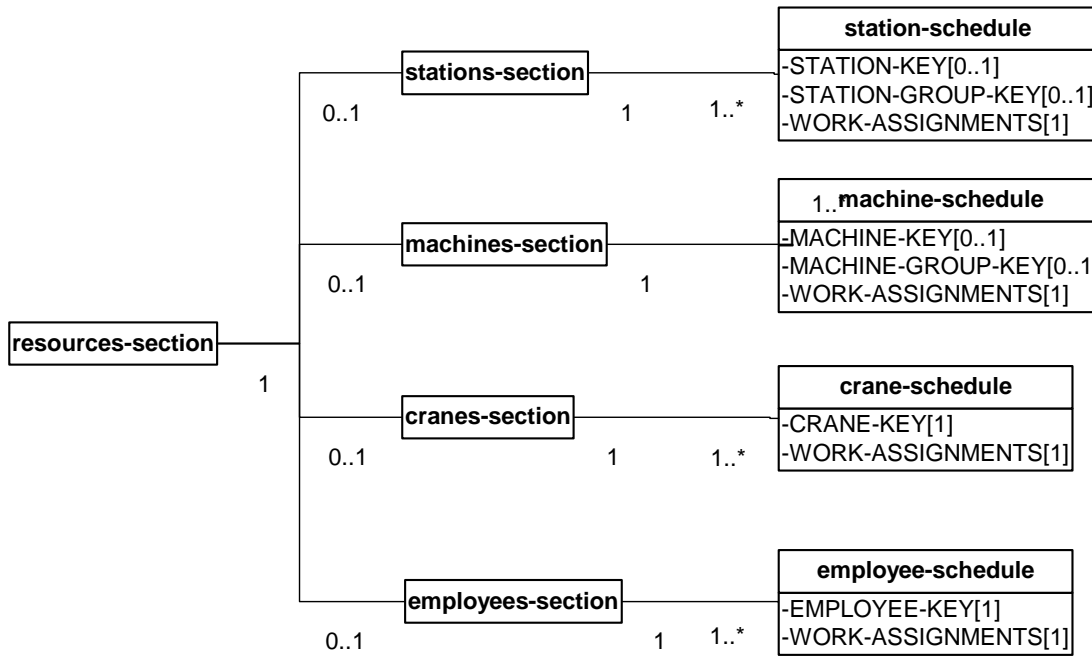 station-schedule
stations-section
-STATION-KEY[0..1]
-STATION-GROUP-KEY[0..1]
-WORK-ASSIGNMENTS[1]
0..1
1
1..*
machine-schedule
1..*
machines-section
-MACHINE-KEY[0..1]
-MACHINE-GROUP-KEY[0..1
-WORK-ASSIGNMENTS[1]
0..1
1
resources-section
1
crane-schedule
cranes-section
-CRANE-KEY[1]
-WORK-ASSIGNMENTS[1]
0..1
1
1..*
employee-schedule
employees-section
-EMPLOYEE-KEY[1]
-WORK-ASSIGNMENTS[1]
0..1
1
1..*